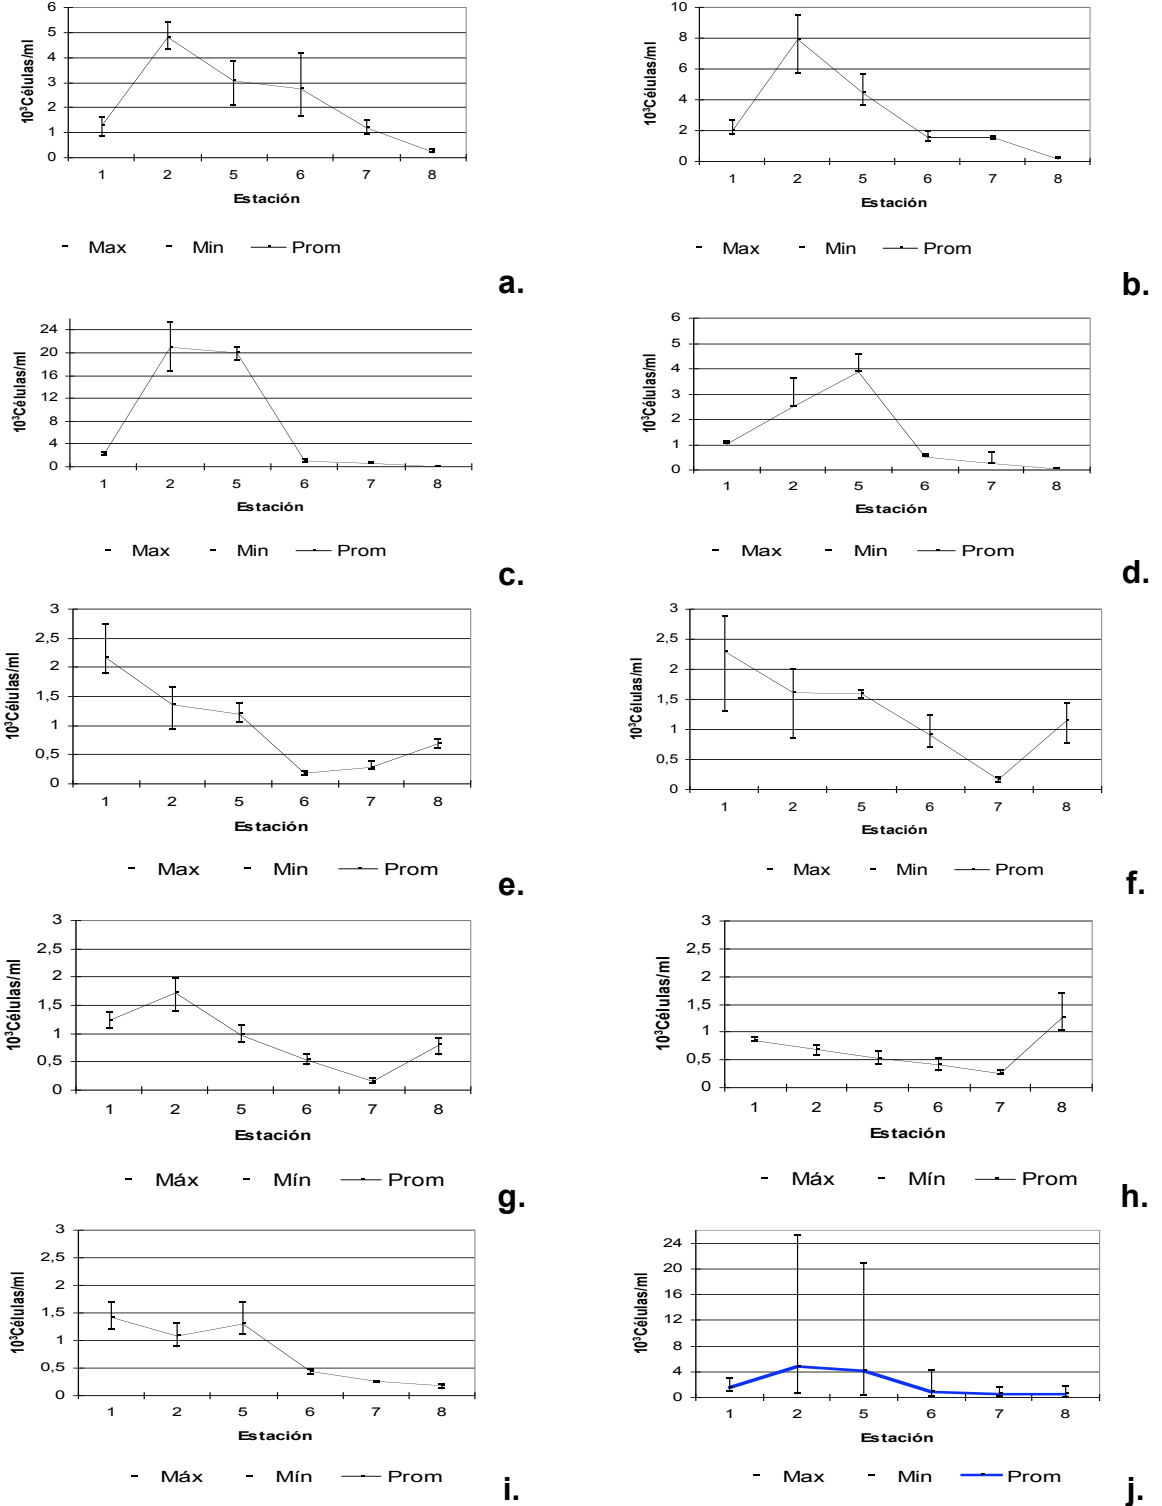 6
5
4
3
2
1
0
10³Células/ml
1 2 5 6 7 8
Estación
Max Min Prom
a.
10
8
6
4
2
0
10³Células/ml
1 2 5 6 7 8
Estación
Max Min Prom
b.
24
20
16
12
8
4
0
10³Células/ml
1 2 5 6 7 8
Estación
Max Min Prom
c.
6
5
4
3
2
1
0
10³Células/ml
1 2 5 6 7 8
Estación
Max Min Prom
d.
3
2,5
2
1,5
1
0,5
0
10³Células/ml
1 2 5 6 7 8
Estación
Max Min Prom
e.
3
2,5
2
1,5
1
0,5
0
10³Células/ml
1 2 5 6 7 8
Estación
Max Min Prom
f.
3
2,5
2
1,5
1
0,5
0
10³Células/ml
1 2 5 6 7 8
Estación
Máx Mín Prom
g.
3
2,5
2
1,5
1
0,5
0
10³Células/ml
1 2 5 6 7 8
Estación
Máx Mín Prom
h.
3
2,5
2
1,5
1
0,5
0
10³Células/ml
1 2 5 6 7 8
Estación
Máx Mín Prom
i.
24
20
16
12
8
4
0
10³Células/ml
1 2 5 6 7 8
Estación
Max Min Prom
j.